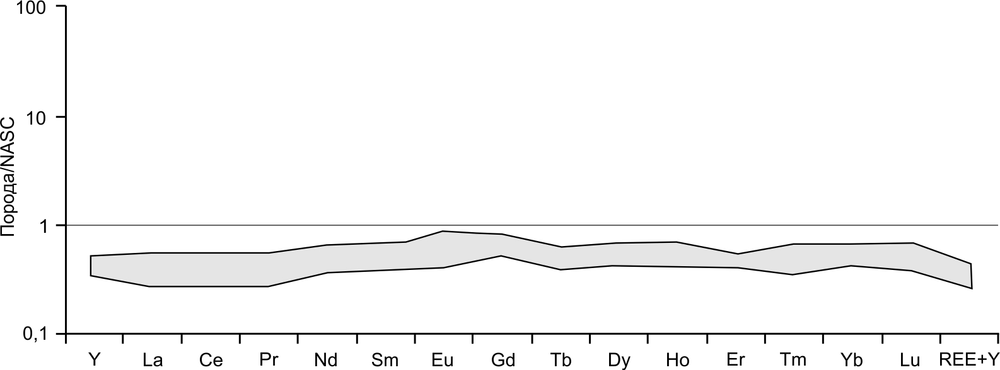 100
10
1
0,1
Порода/NASC
Y La Ce Pr Nd Sm Eu Gd Tb Dy Ho Er Tm Yb Lu REE+Y